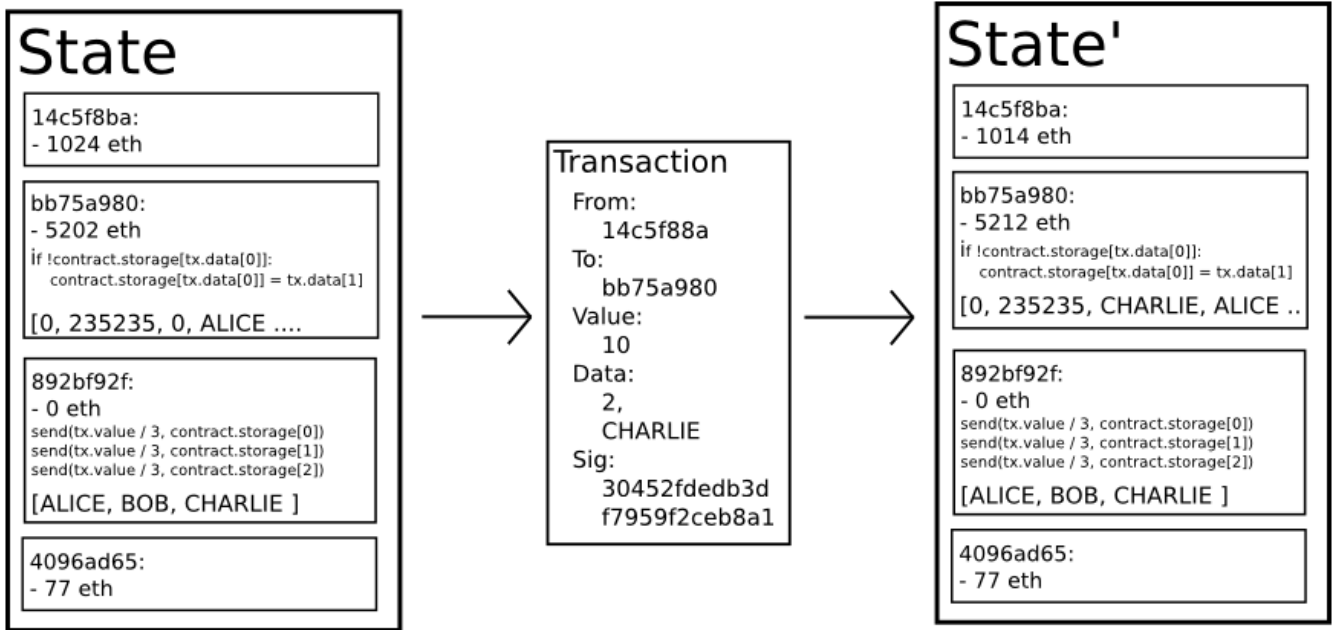 State
14c5f8ba:
- 1024 eth
bb75a980:
- 5202 eth
if !contract.storage[tx.data[0]]:
contract.storage[tx.data[0]] = tx.data[1]
[0, 235235, 0, ALICE ....
892bf92f:
- 0 eth
send(tx.value / 3, contract.storage[0])
send(tx.value / 3, contract.storage[1])
send(tx.value / 3, contract.storage[2])
[ALICE, BOB, CHARLIE ]
4096ad65:
- 77 eth
Transaction
From:
14c5f88a
To:
bb75a980
Value:
10
Data:
2,
CHARLIE
Sig:
30452fdedb3d
f7959f2ceb8a1
State'
14c5f8ba:
- 1014 eth
bb75a980:
- 5212 eth
if !contract.storage[tx.data[0]]:
contract.storage[tx.data[0]] = tx.data[1]
[0, 235235, CHARLIE, ALICE ..
892bf92f:
- 0 eth
send(tx.value / 3, contract.storage[0])
send(tx.value / 3, contract.storage[1])
send(tx.value / 3, contract.storage[2])
[ALICE, BOB, CHARLIE ]
4096ad65:
- 77 eth